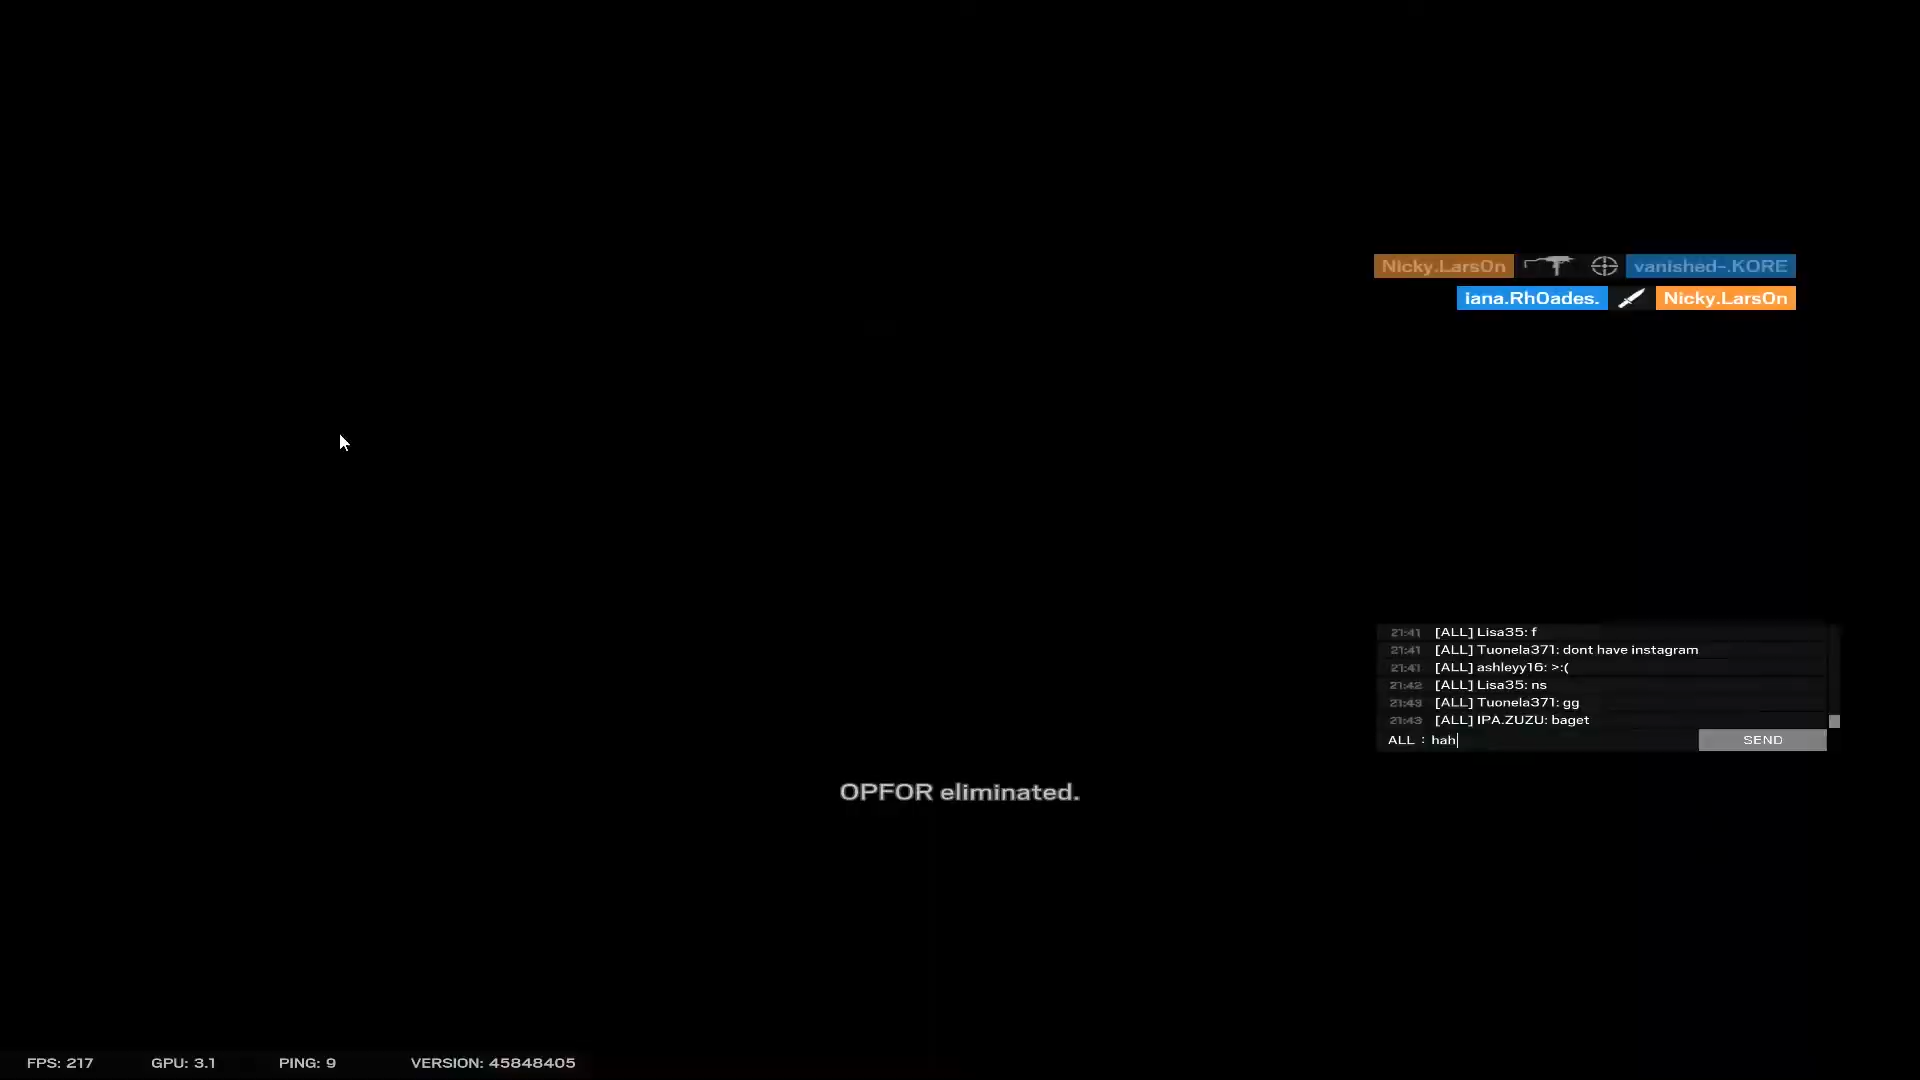 Nicky.LarsOn vanished-.KORE
iana.RhOades. Nicky.LarsOn
21:41 [ALL] Lisa35: f
21:41 [ALL] Tuonela371: dont have instagram
21:41 [ALL] ashleyy16: >:(
21:42 [ALL] Lisa35: ns
21:43 [ALL] Tuonela371: gg
21:43 [ALL] IPA.ZUZU: baget
ALL : hah SEND
OPFOR eliminated.
FPS: 217 GPU: 3.1 PING: 9 VERSION: 45848405